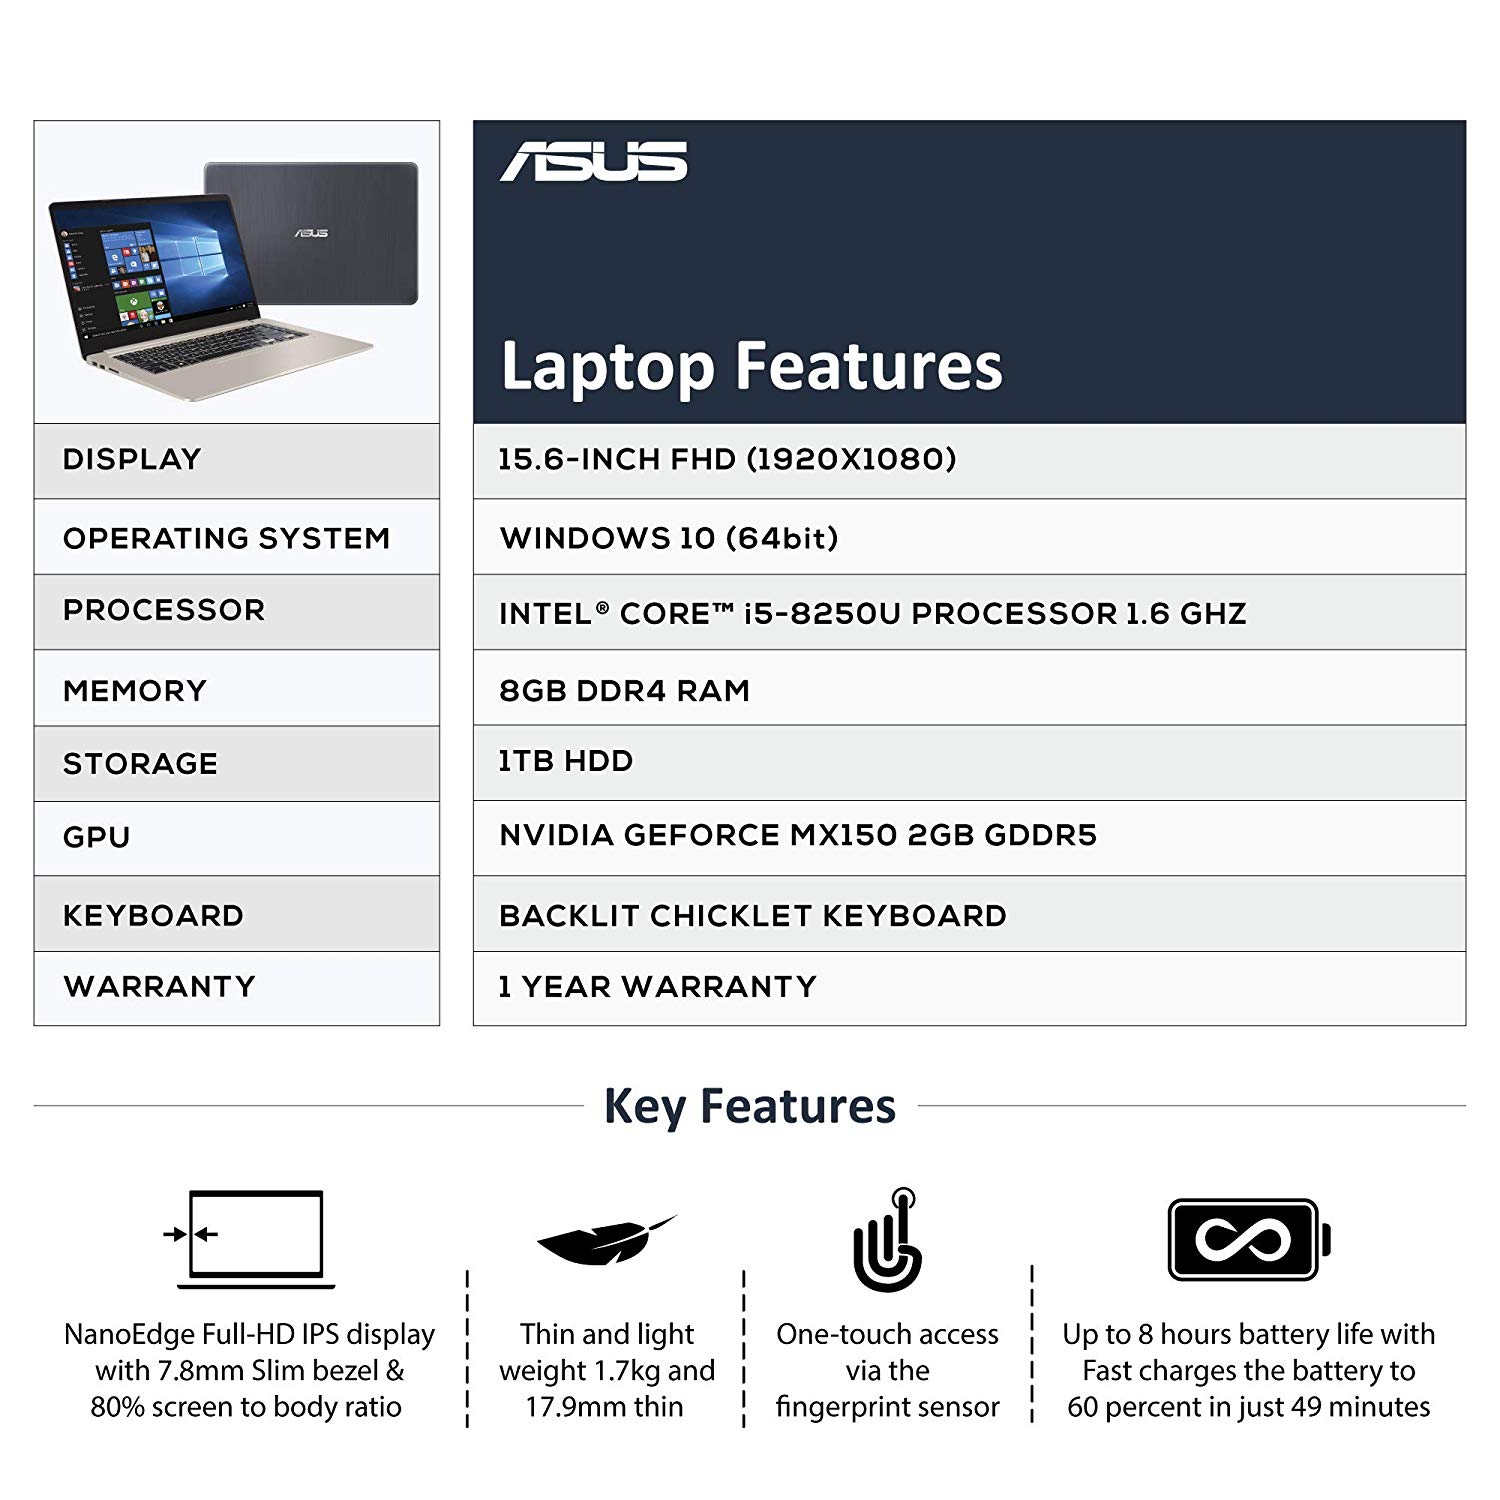 ASUS
ASUS
Laptop Features
DISPLAY
15.6-INCH FHD (1920X1080)
OPERATING SYSTEM
WINDOWS 10 (64bit)
PROCESSOR
INTEL® CORE™ i5-8250U PROCESSOR 1.6 GHZ
MEMORY
8GB DDR4 RAM
STORAGE
1TB HDD
GPU
NVIDIA GEFORCE MX150 2GB GDDR5
KEYBOARD
BACKLIT CHICKLET KEYBOARD
WARRANTY
1 YEAR WARRANTY
Key Features
NanoEdge Full-HD IPS display
with 7.8mm Slim bezel &
80% screen to body ratio
Thin and light
weight 1.7kg and
17.9mm thin
One-touch access
via the
fingerprint sensor
Up to 8 hours battery life with
Fast charges the battery to
60 percent in just 49 minutes